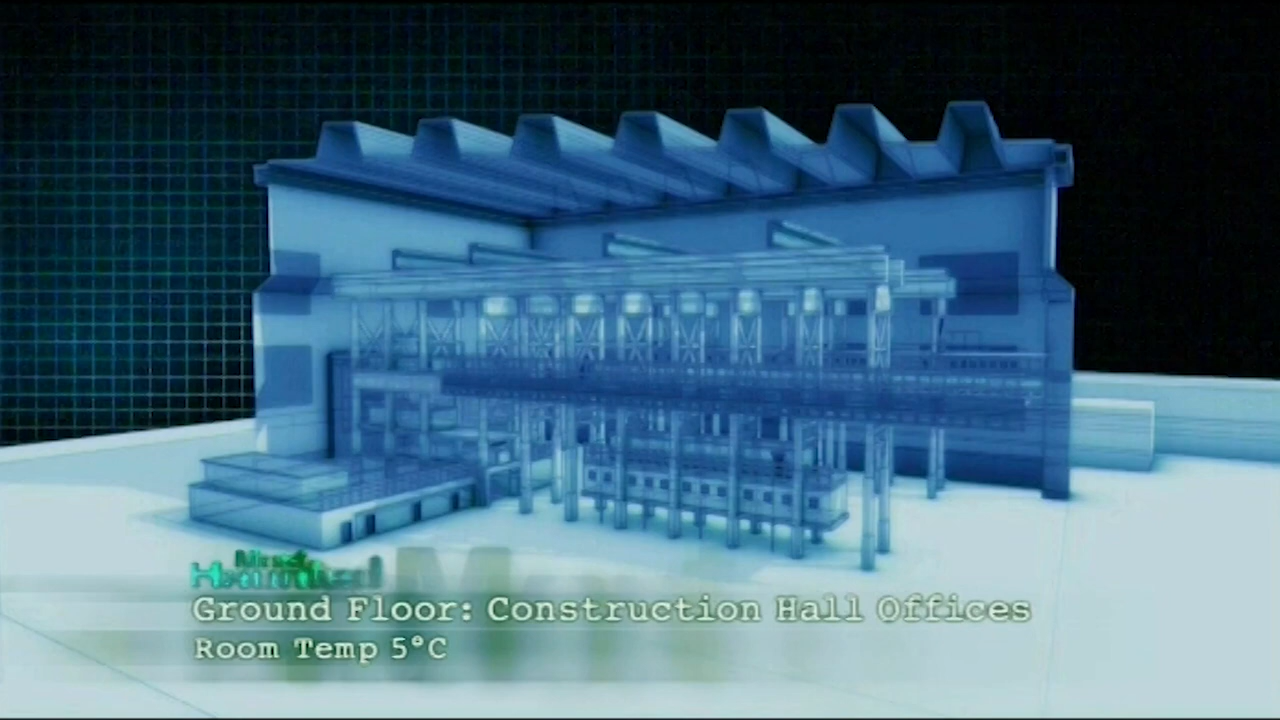 Most
Haunted
Ground Floor: Construction Hall Offices
Room Temp 5°C